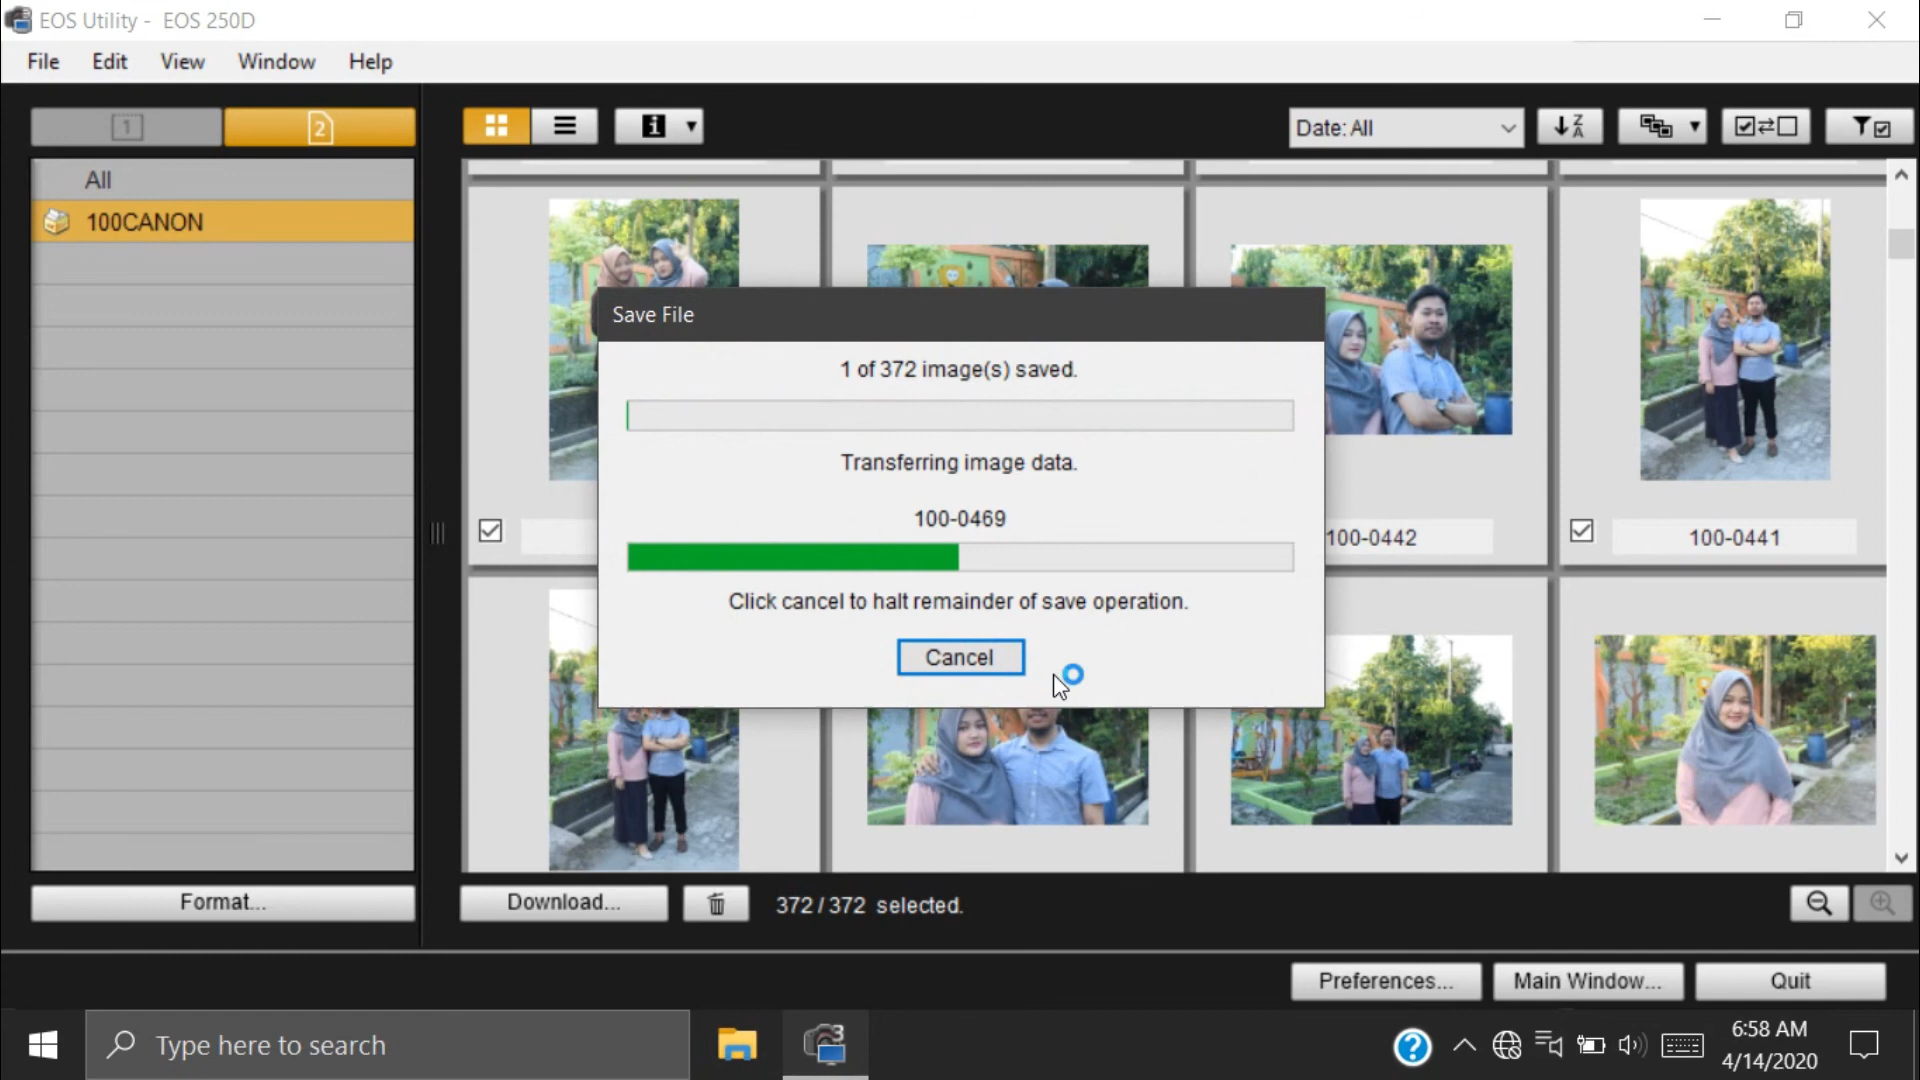 EOS Utility - EOS 250D
File Edit View Window Help
1 2
Date: All
All
100CANON
Save File
1 of 372 image(s) saved.
Transferring image data.
100-0469
Click cancel to halt remainder of save operation.
Cancel
100-0442
100-0441
Format...
Download...
372 / 372 selected.
Preferences... Main Window... Quit
Type here to search
6:58 AM
4/14/2020